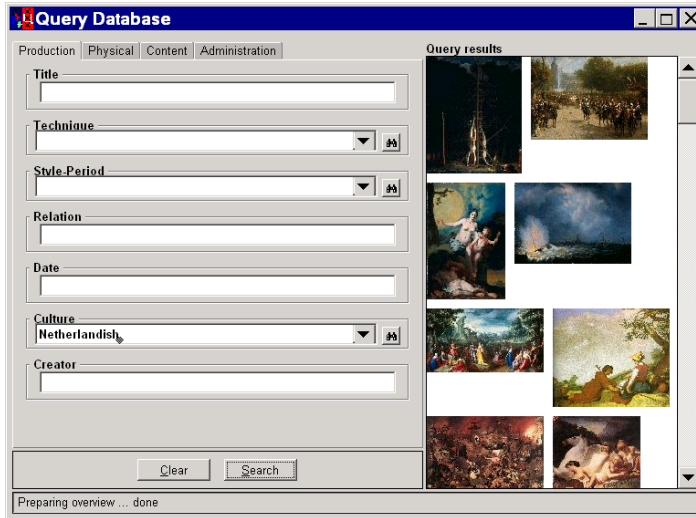 Query Database
Production Physical Content Administration
Query results
Title
Technique
Style-Period
Relation
Date
Culture
Netherlandish
Creator
Clear Search
Preparing overview ... done